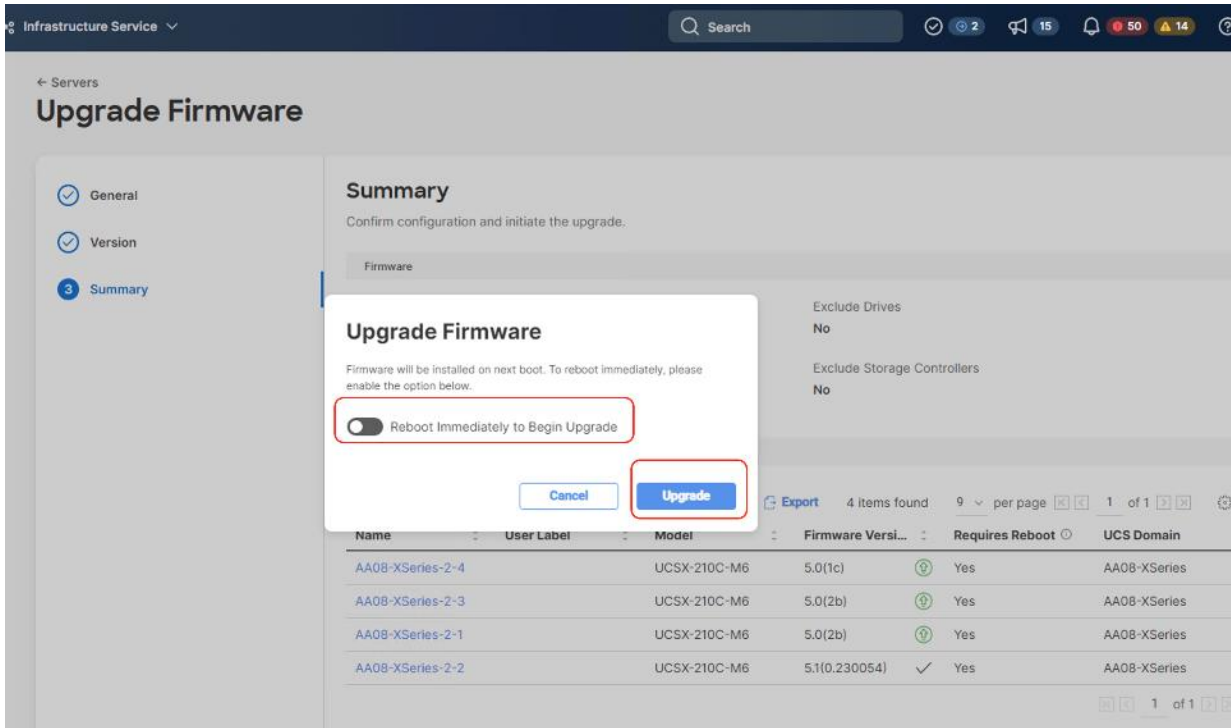 Infrastructure Service
Search
2
15
50
14
← Servers
Upgrade Firmware
General
Version
3 Summary
Summary
Confirm configuration and initiate the upgrade.
Firmware
Exclude Drives
No
Exclude Storage Controllers
No
Upgrade Firmware
Firmware will be installed on next boot. To reboot immediately, please
enable the option below.
Reboot Immediately to Begin Upgrade
Cancel Upgrade
Export 4 items found 9 per page 1 of 1
Name User Label Model Firmware Versi... Requires Reboot UCS Domain
AA08-XSeries-2-4 UCSX-210C-M6 5.0(1c) Yes AA08-XSeries
AA08-XSeries-2-3 UCSX-210C-M6 5.0(2b) Yes AA08-XSeries
AA08-XSeries-2-1 UCSX-210C-M6 5.0(2b) Yes AA08-XSeries
AA08-XSeries-2-2 UCSX-210C-M6 5.1(0.230054) Yes AA08-XSeries
1 of 1